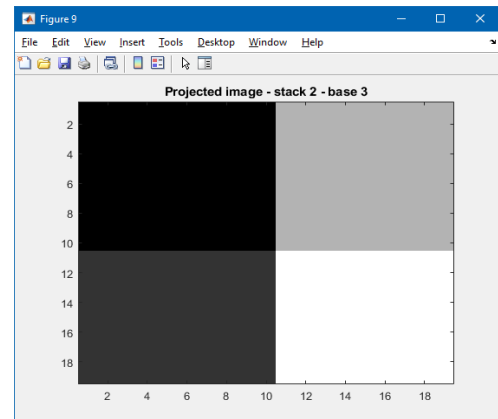 Figure 9
File Edit View Insert Tools Desktop Window Help
Projected image - stack 2 - base 3
2
4
6
8
10
12
14
16
18
2 4 6 8 10 12 14 16 18